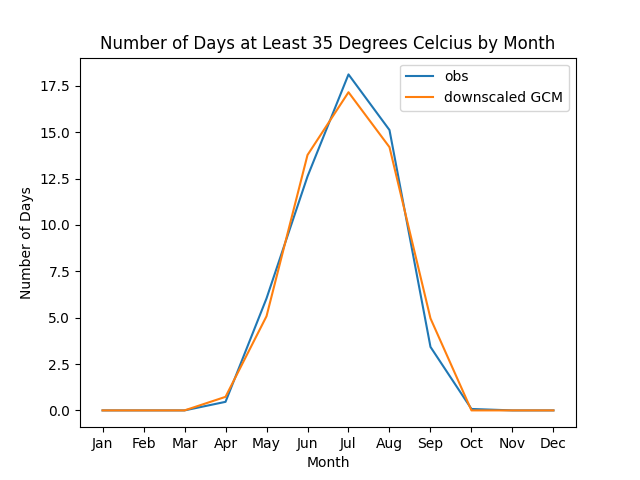 Number of Days at Least 35 Degrees Celcius by Month
obs
downscaled GCM
17.5
15.0
12.5
10.0
7.5
5.0
2.5
0.0
Number of Days
Jan Feb Mar Apr May Jun Jul Aug Sep Oct Nov Dec
Month